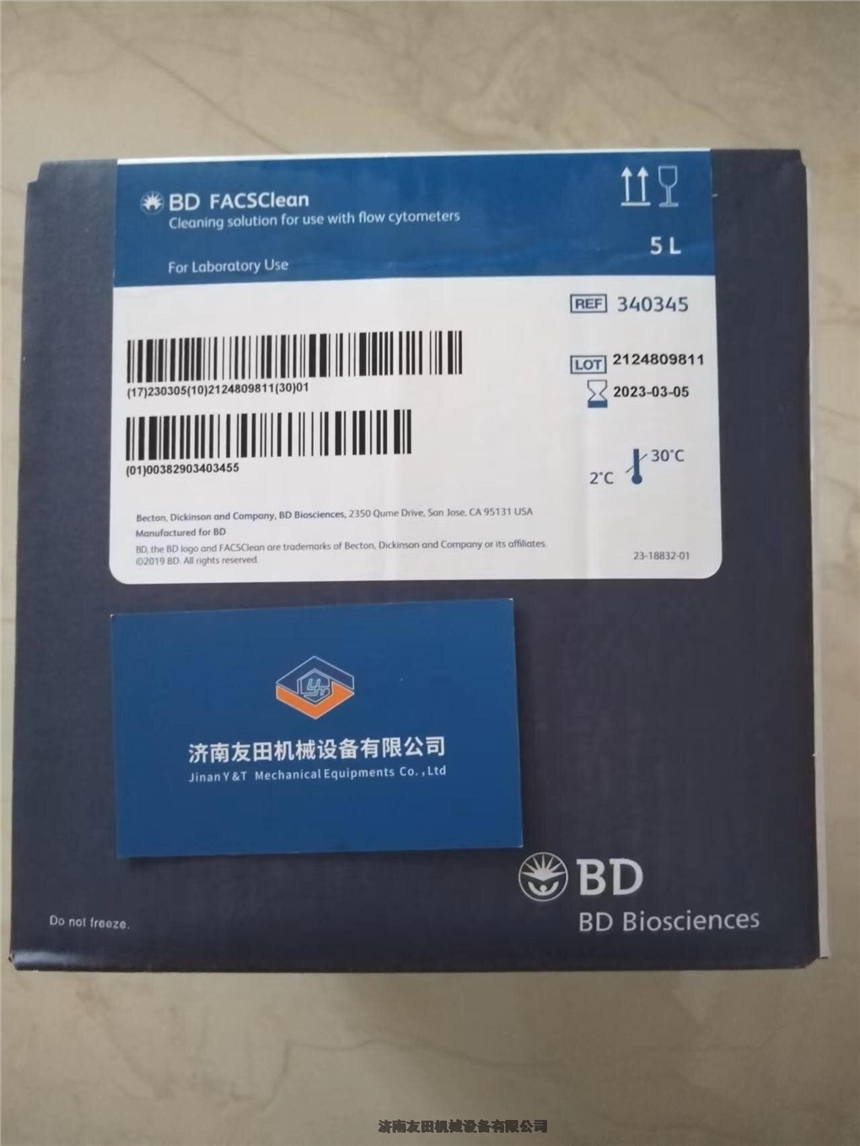 BD FACSClean
Cleaning solution for use with flow cytometers
5 L
For Laboratory Use
REF 340345
(17)230305(10)2124809811(30)01
LOT 2124809811
2023-03-05
(01)00382903403455
30°C
2°C
Becton, Dickinson and Company, BD Biosciences, 2350 Qume Drive, San Jose, CA 95131 USA
Manufactured for BD
BD, the BD logo and FACSClean are trademarks of Becton, Dickinson and Company or its affiliates.
©2019 BD. All rights reserved.
23-18832-01
济南友田机械设备有限公司
Jinan Y&T Mechanical Equipments Co.,Ltd
BD
BD Biosciences
Do not freeze.
济南友田机械设备有限公司